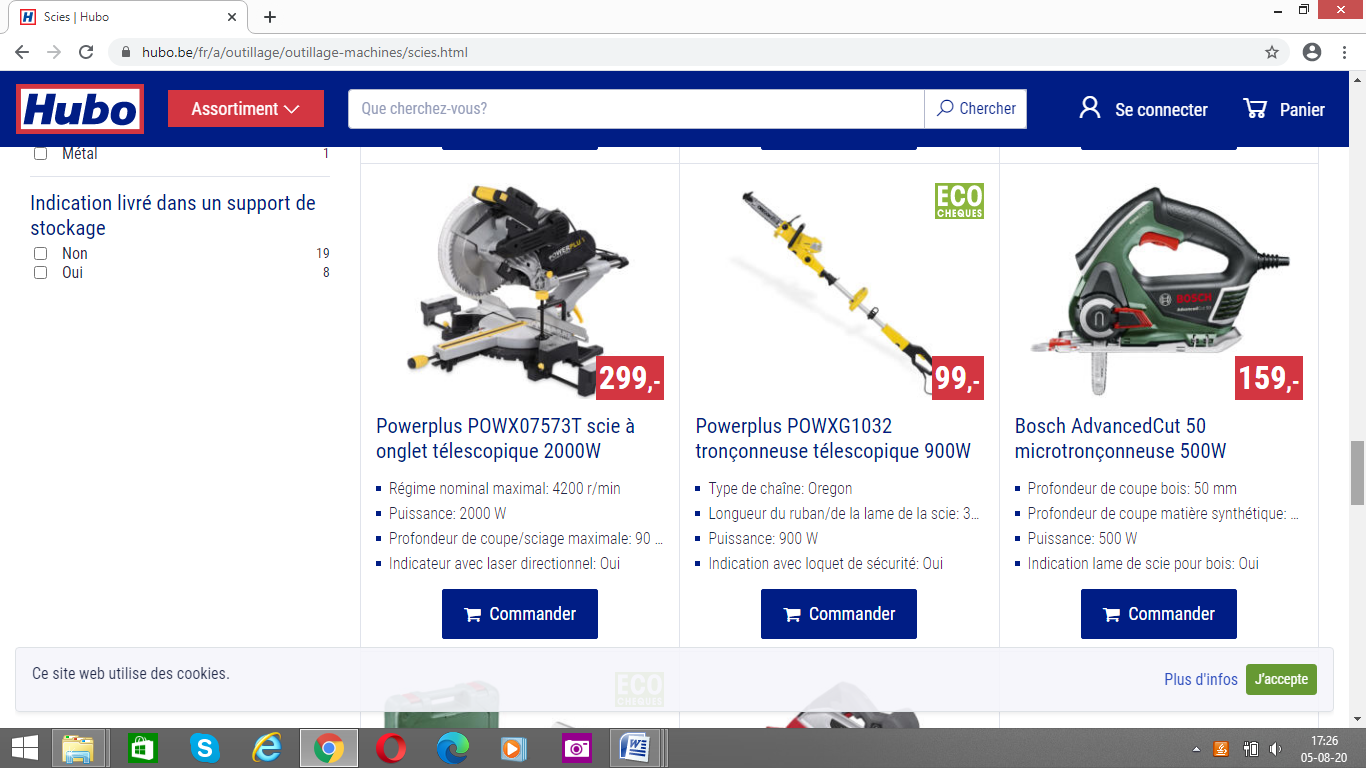 Scies | Hubo
hubo.be/fr/a/outillage/outillage-machines/scies.html
Hubo
Assortiment
Que cherchez-vous?
Chercher
Se connecter
Panier
Métal 1
Indication livré dans un support de
stockage
Non 19
Oui 8
POWERPLUS
299,-
Powerplus POWX07573T scie à
onglet télescopique 2000W
Régime nominal maximal: 4200 r/min
Puissance: 2000 W
Profondeur de coupe/sciage maximale: 90 ...
Indicateur avec laser directionnel: Oui
Commander
ECO
CHEQUES
99,-
Powerplus POWXG1032
tronçonneuse télescopique 900W
Type de chaîne: Oregon
Longueur du ruban/de la lame de la scie: 3...
Puissance: 900 W
Indication avec loquet de sécurité: Oui
Commander
BOSCH
159,-
Bosch AdvancedCut 50
microtronçonneuse 500W
Profondeur de coupe bois: 50 mm
Profondeur de coupe matière synthétique: ...
Puissance: 500 W
Indication lame de scie pour bois: Oui
Commander
Ce site web utilise des cookies.
Plus d'infos
J'accepte
ECO
CHEQUES
17:26
05-08-20